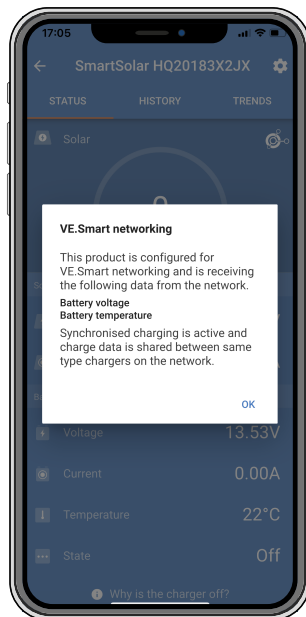 17:05
SmartSolar HQ20183X2JX
STATUS HISTORY TRENDS
Solar
VE.Smart networking
This product is configured for
VE.Smart networking and is receiving
the following data from the network.
Battery voltage
Battery temperature
Synchronised charging is active and
charge data is shared between same
type chargers on the network.
OK
Voltage 13.53V
Current 0.00A
Temperature 22°C
State Off
Why is the charger off?